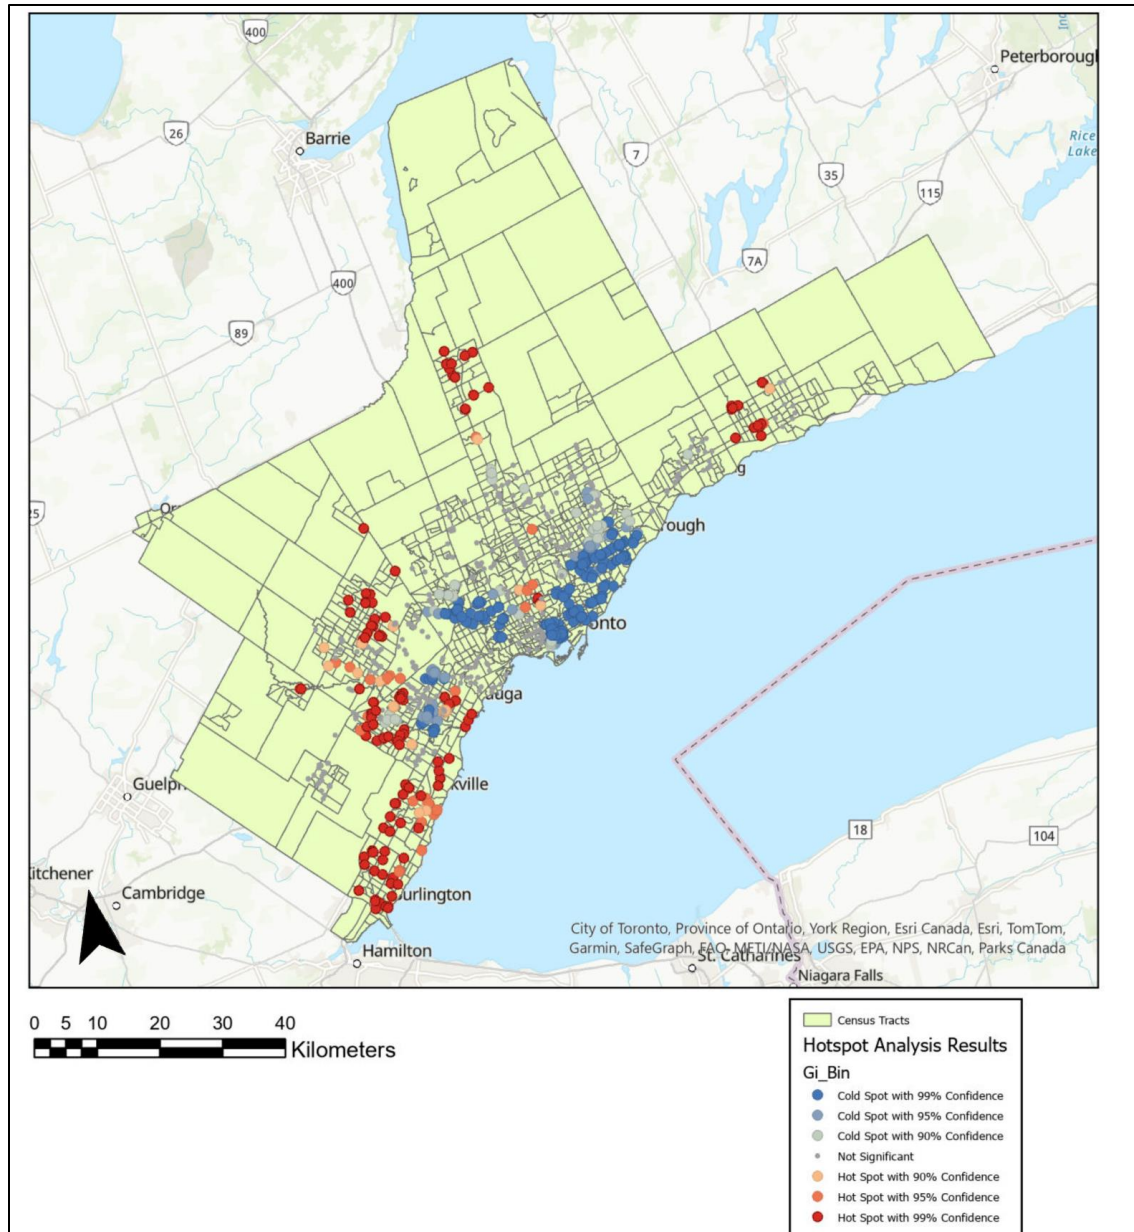 400
Peterborough
26
Barrie
7
Rice
Lake
35
115
7A
400
89
25
Or
g
rough
onto
uga
Guelph
kville
18
104
Kitchener
Cambridge
Burlington
City of Toronto, Province of Ontario, York Region, Esri Canada, Esri, TomTom,
Garmin, SafeGraph, FAO, METI/NASA, USGS, EPA, NPS, NRCan, Parks Canada
Hamilton
St. Catharines
Niagara Falls
0 5 10 20 30 40
Kilometers
Census Tracts
Hotspot Analysis Results
Gi_Bin
Cold Spot with 99% Confidence
Cold Spot with 95% Confidence
Cold Spot with 90% Confidence
Not Significant
Hot Spot with 90% Confidence
Hot Spot with 95% Confidence
Hot Spot with 99% Confidence